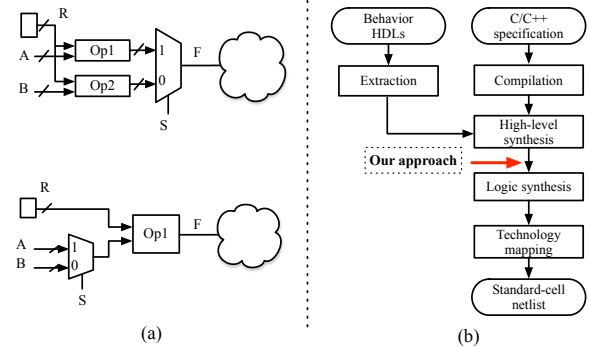 R
A
Op1
1
F
Op2
0
B
S
R
F
Op1
A
1
B
0
S
(a)
Behavior
HDLs
C/C++
specification
Extraction
Compilation
High-level
synthesis
Our approach
Logic synthesis
Technology
mapping
Standard-cell
netlist
(b)